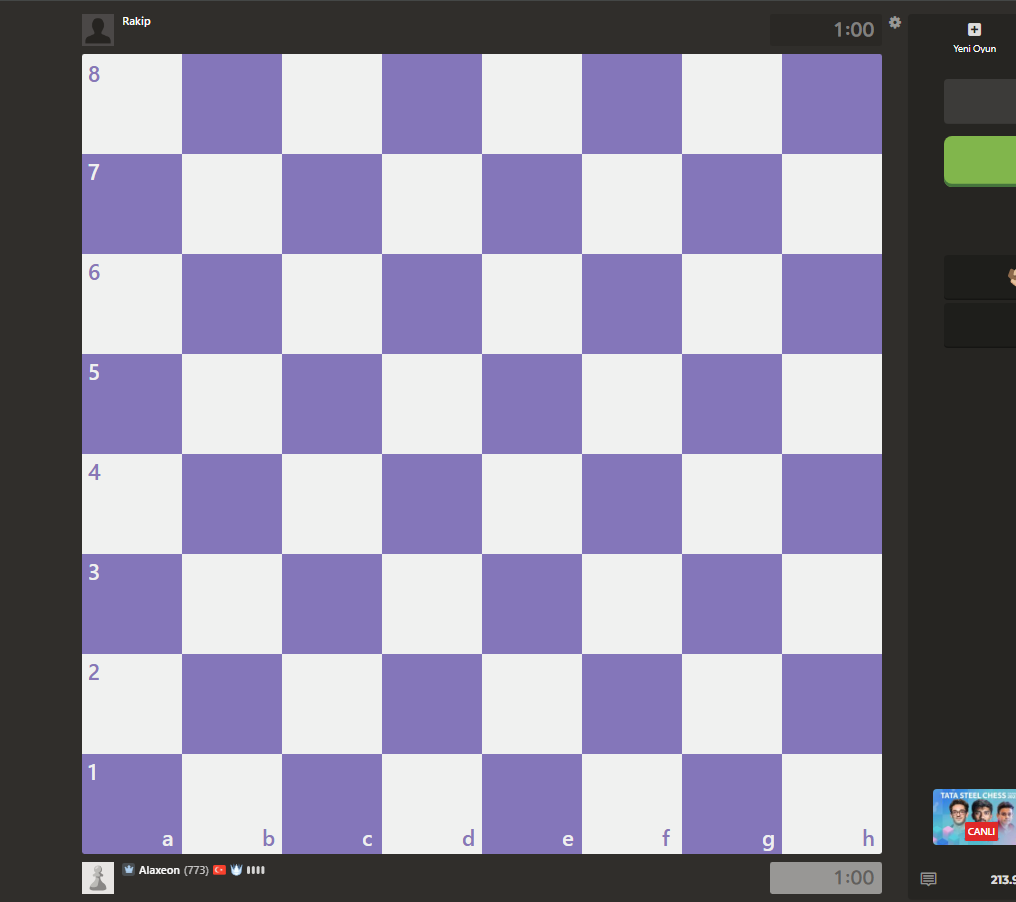 Rakip
1:00
Yeni Oyun
8
7
6
5
4
3
2
1
a b c d e f g h
TATA STEEL CHESS
CANLI
Alaxeon (773)
1:00
213.9